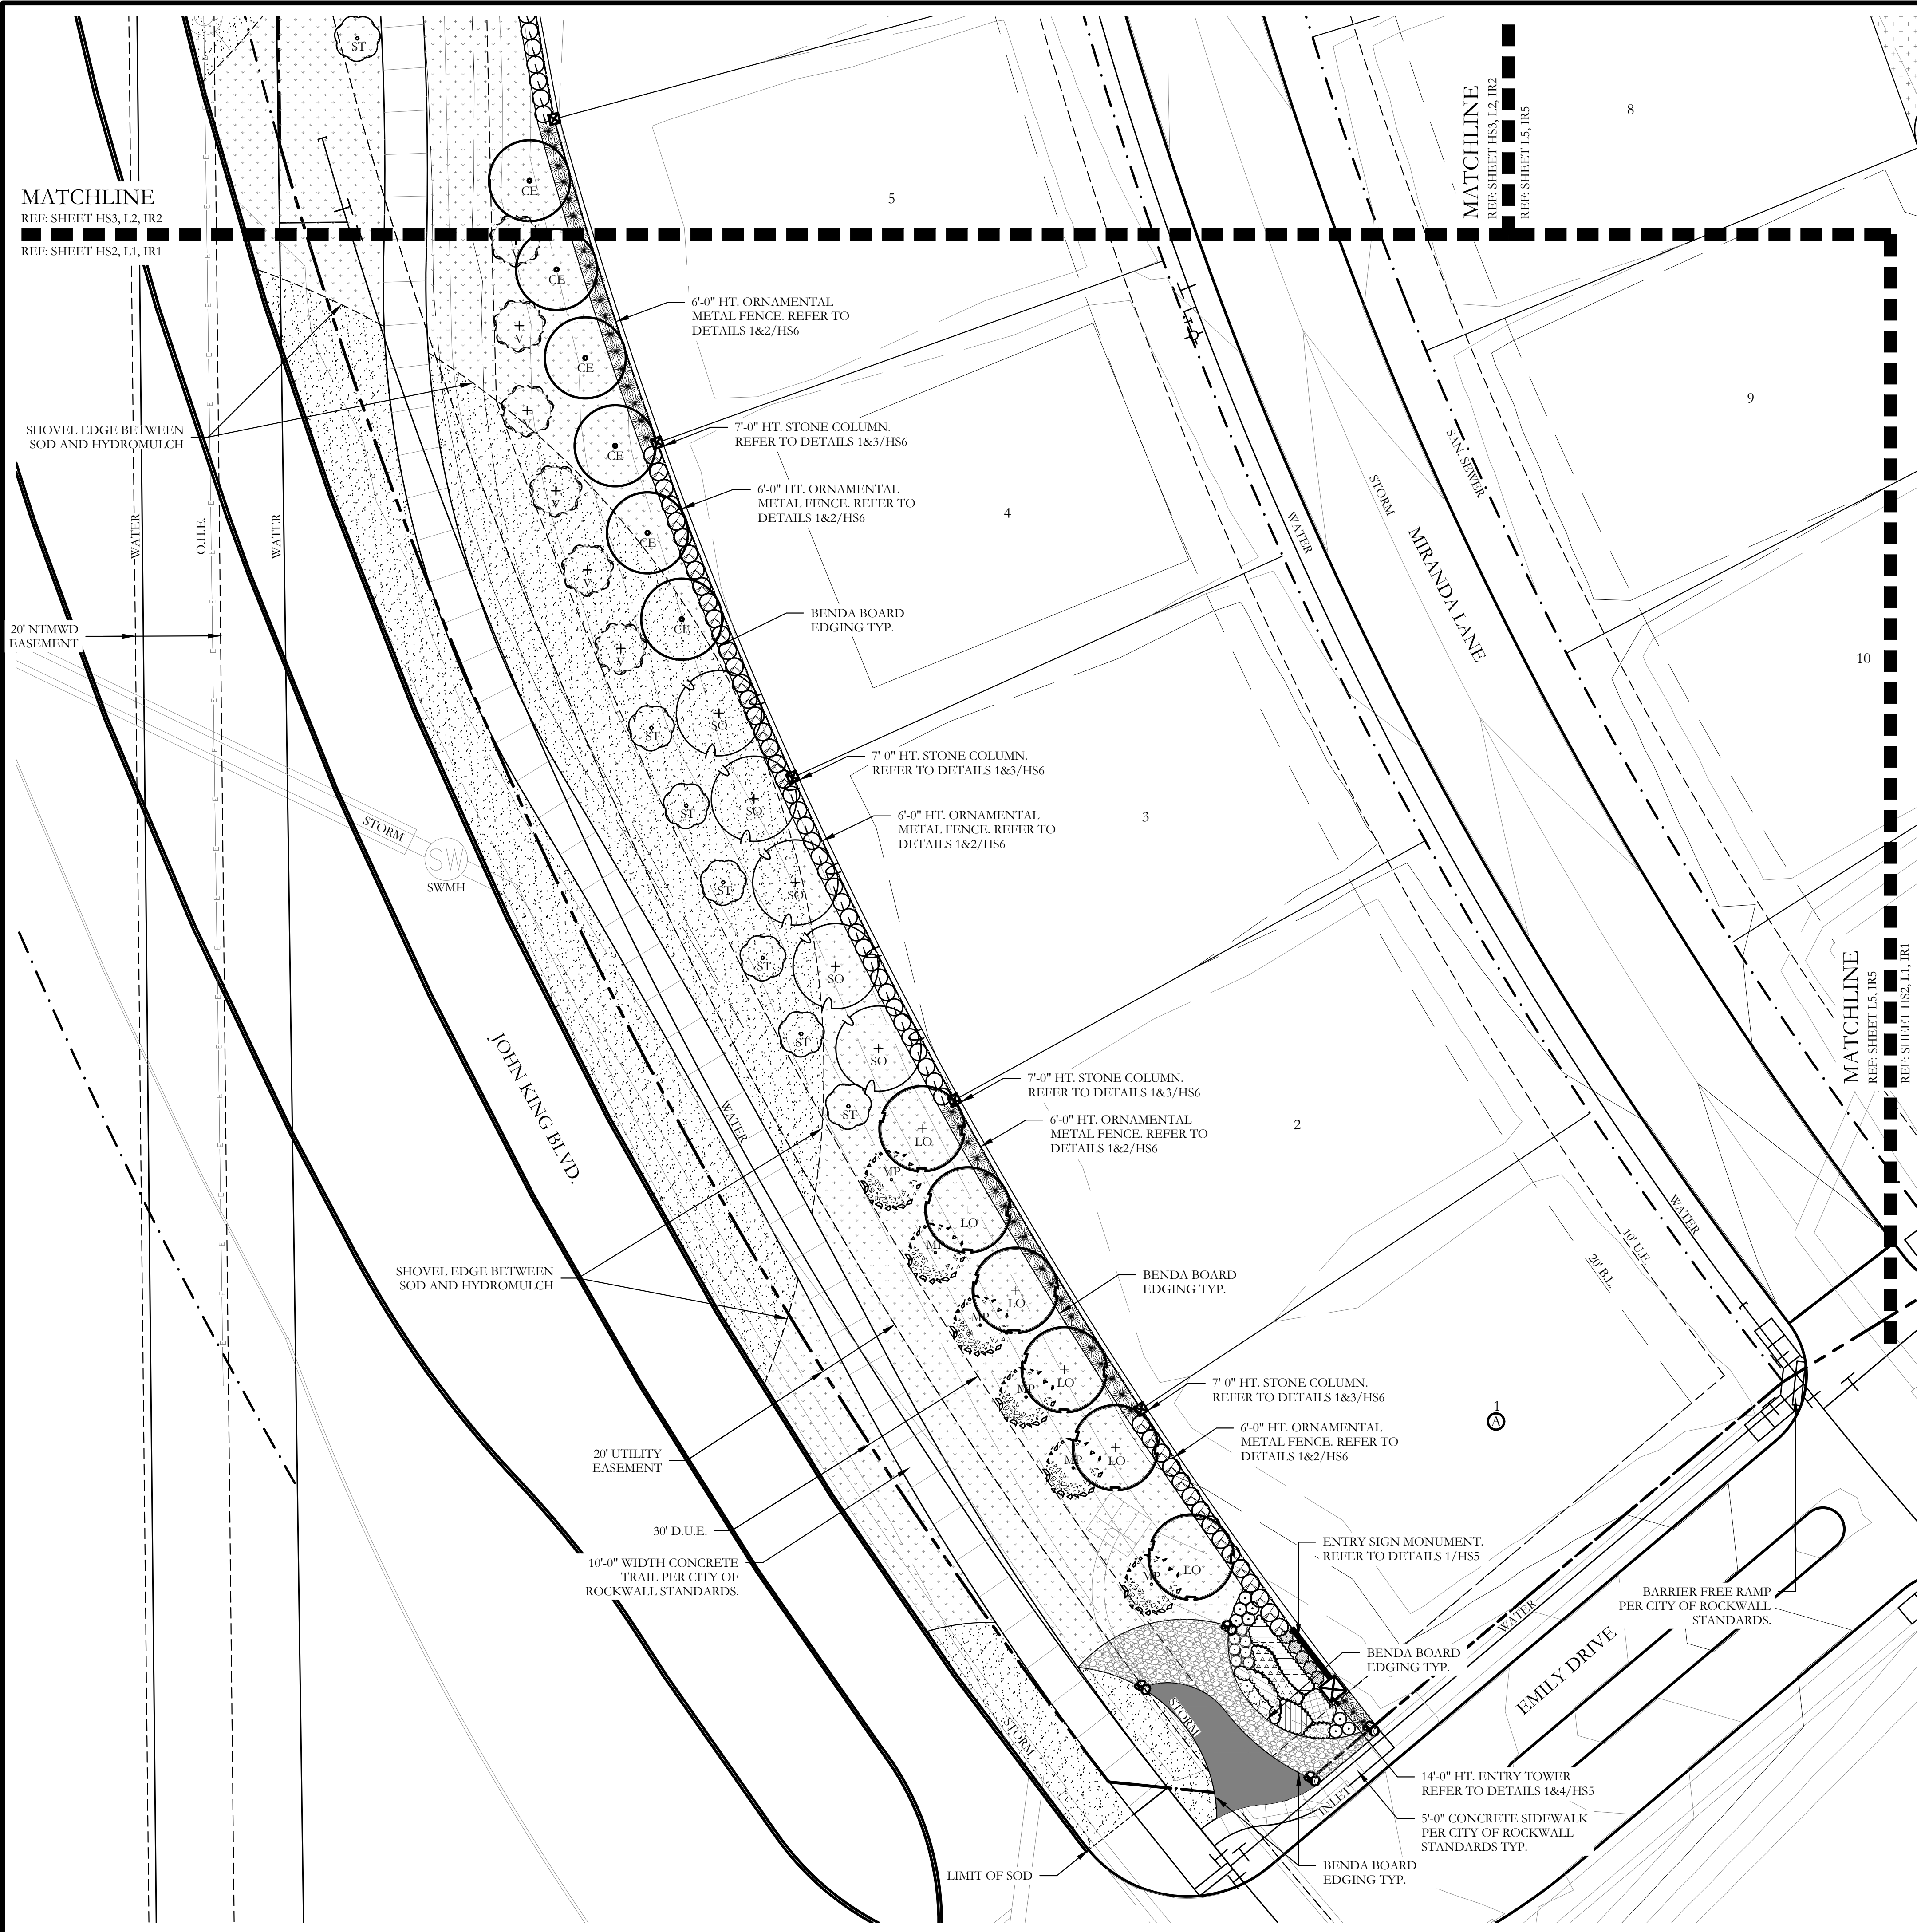 ST
MATCHLINE
REF: SHEET HS3, L2, IR2
REF: SHEET HS2, L1, IR1
MATCHLINE
REF: SHEET HS3, L2, IR2
REF: SHEET L5, IR5
8
5
CE
CE
V
CE
V
CE
V
CE
V
CE
V
6'-0" HT. ORNAMENTAL
METAL FENCE. REFER TO
DETAILS 1&2/HS6
SHOVEL EDGE BETWEEN
SOD AND HYDROMULCH
7'-0" HT. STONE COLUMN.
REFER TO DETAILS 1&3/HS6
9
6'-0" HT. ORNAMENTAL
METAL FENCE. REFER TO
DETAILS 1&2/HS6
4
WATER
O.H.E.
WATER
STORM
SAN. SEWER
WATER
MIRANDA LANE
BENDA BOARD
EDGING TYP.
20' NTMWD
EASEMENT
10
SO
ST
7'-0" HT. STONE COLUMN.
REFER TO DETAILS 1&3/HS6
SO
ST
6'-0" HT. ORNAMENTAL
METAL FENCE. REFER TO
DETAILS 1&2/HS6
3
STORM
SW
SWMH
SO
ST
SO
ST
MATCHLINE
REF: SHEET L5, IR5
REF: SHEET HS2, L1, IR1
SO
ST
JOHN KING BLVD.
7'-0" HT. STONE COLUMN.
REFER TO DETAILS 1&3/HS6
ST
WATER
LO
6'-0" HT. ORNAMENTAL
METAL FENCE. REFER TO
DETAILS 1&2/HS6
2
MP
LO
MP
WATER
10' U.E.
20' B.L.
SHOVEL EDGE BETWEEN
SOD AND HYDROMULCH
BENDA BOARD
EDGING TYP.
LO
MP
LO
MP
7'-0" HT. STONE COLUMN.
REFER TO DETAILS 1&3/HS6
1
A
6'-0" HT. ORNAMENTAL
METAL FENCE. REFER TO
DETAILS 1&2/HS6
20' UTILITY
EASEMENT
LO
MP
30' D.U.E.
ENTRY SIGN MONUMENT.
REFER TO DETAILS 1/HS5
10'-0" WIDTH CONCRETE
TRAIL PER CITY OF
ROCKWALL STANDARDS.
LO
MP
BARRIER FREE RAMP
PER CITY OF ROCKWALL
STANDARDS.
WATER
BENDA BOARD
EDGING TYP.
EMILY DRIVE
STORM
STORM
14'-0" HT. ENTRY TOWER
REFER TO DETAILS 1&4/HS5
INLET
5'-0" CONCRETE SIDEWALK
PER CITY OF ROCKWALL
STANDARDS TYP.
LIMIT OF SOD
BENDA BOARD
EDGING TYP.